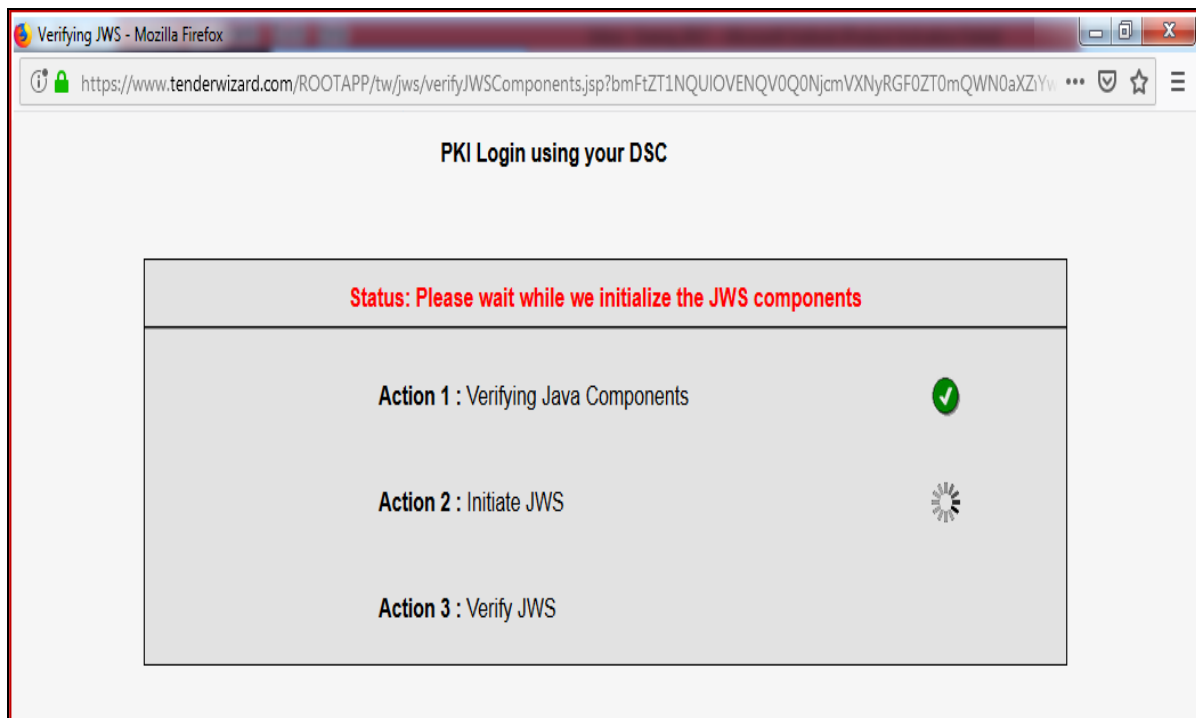 Verifying JWS - Mozilla Firefox
https://www.tenderwizard.com/ROOTAPP/tw/jws/verifyJWSComponents.jsp?
PKI Login using your DSC
Status: Please wait while we initialize the JWS components
Action 1 : Verifying Java Components
Action 2 : Initiate JWS
Action 3 : Verify JWS